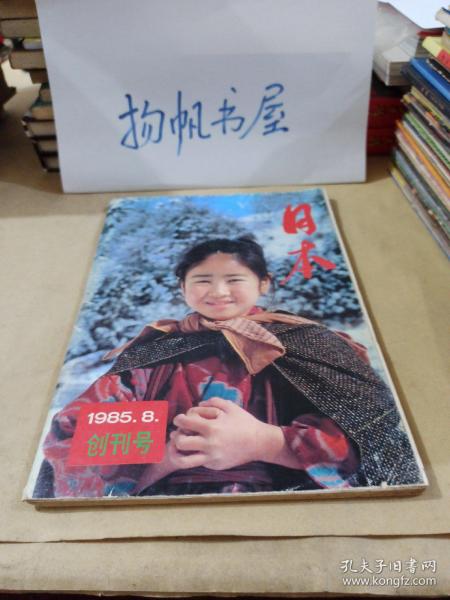 扬帆书屋
日本
1985.8.
创刊号
孔夫子旧书网
www.kongfz.com